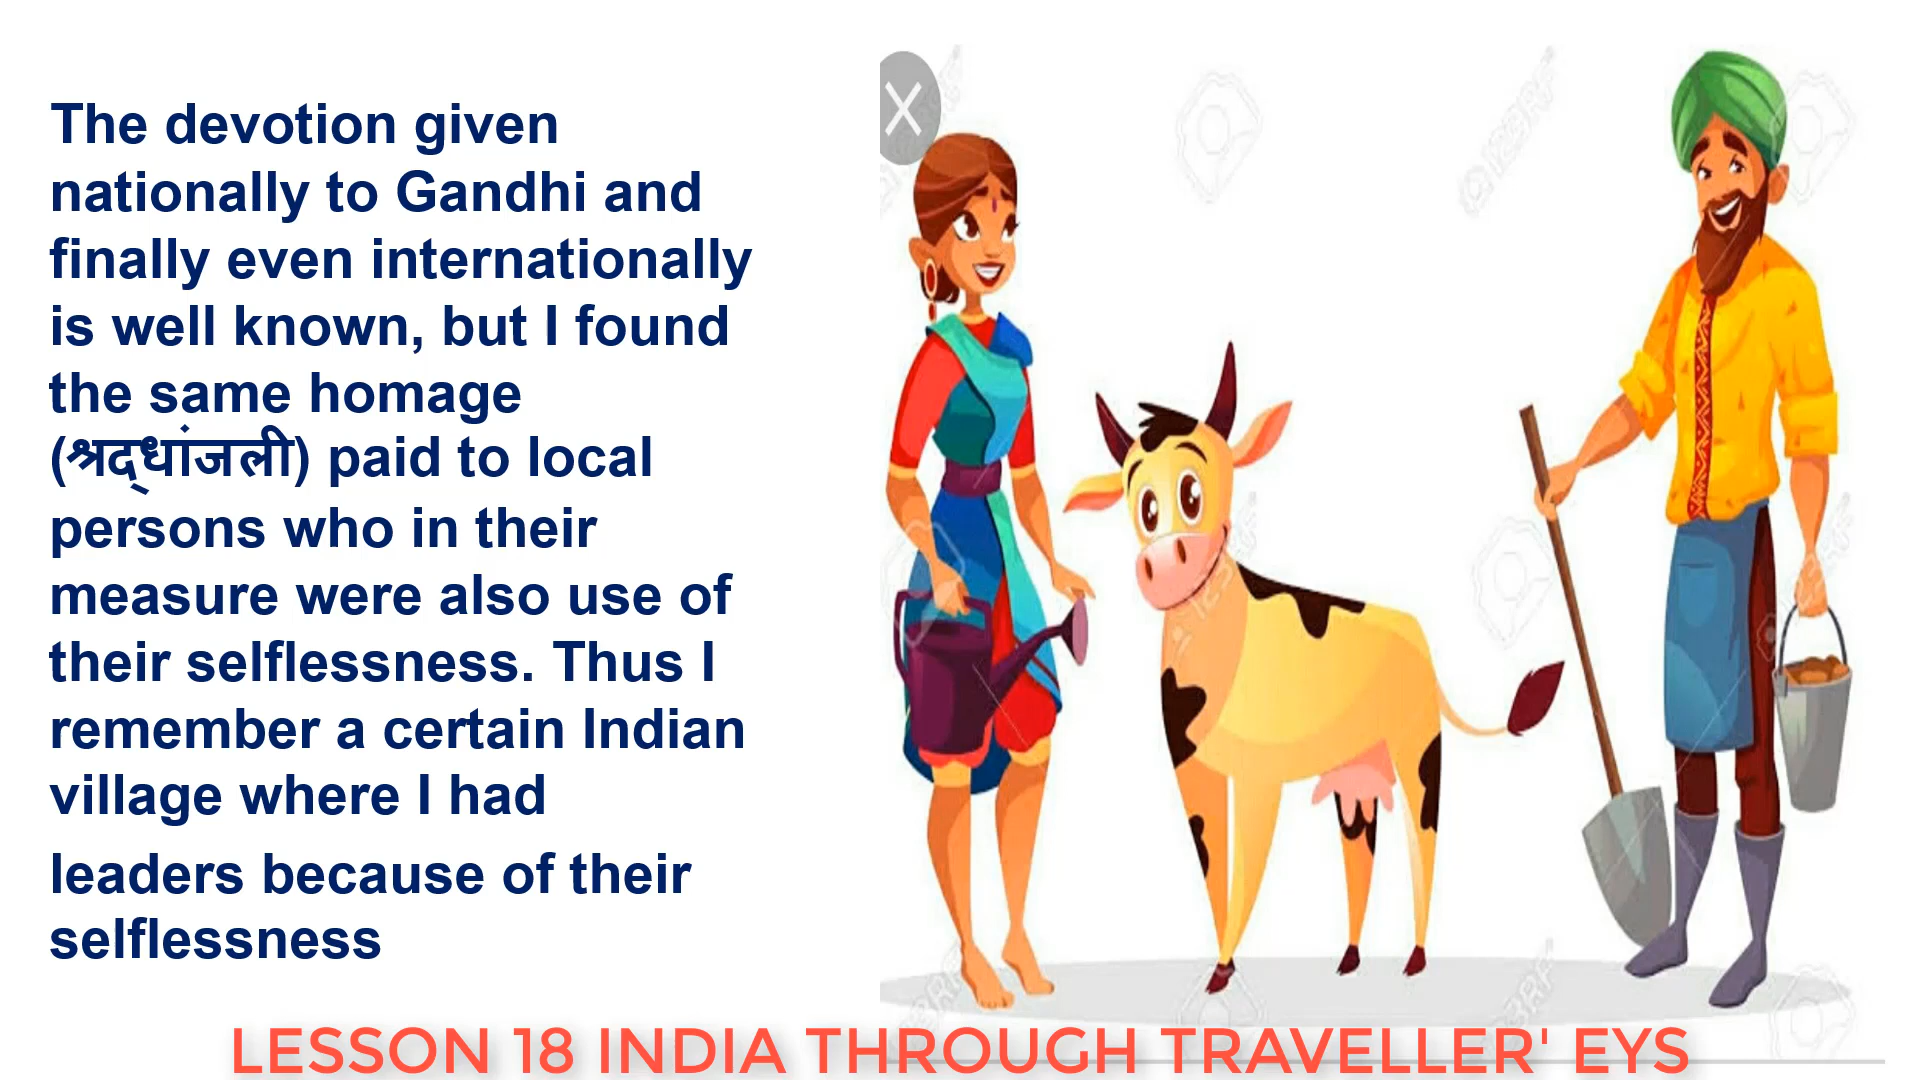 The devotion given
nationally to Gandhi and
finally even internationally
is well known, but I found
the same homage
(श्रद्धांजली) paid to local
persons who in their
measure were also use of
their selflessness. Thus I
remember a certain Indian
village where I had
leaders because of their
selflessness
X
123RF
LESSON 18 INDIA THROUGH TRAVELLER' EYS